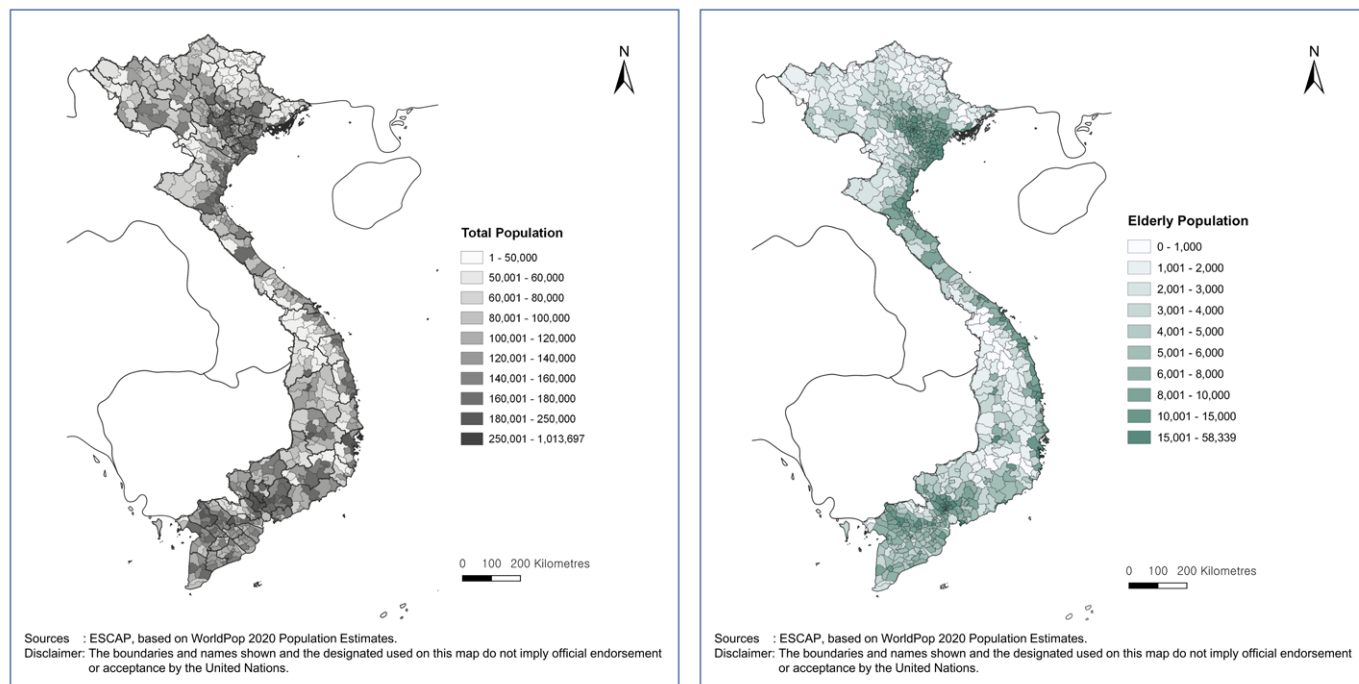 N
Total Population
1 - 50,000
50,001 - 60,000
60,001 - 80,000
80,001 - 100,000
100,001 - 120,000
120,001 - 140,000
140,001 - 160,000
160,001 - 180,000
180,001 - 250,000
250,001 - 1,013,697
0 100 200 Kilometres
Sources : ESCAP, based on WorldPop 2020 Population Estimates.
Disclaimer: The boundaries and names shown and the designated used on this map do not imply official endorsement
or acceptance by the United Nations.
N
Elderly Population
0 - 1,000
1,001 - 2,000
2,001 - 3,000
3,001 - 4,000
4,001 - 5,000
5,001 - 6,000
6,001 - 8,000
8,001 - 10,000
10,001 - 15,000
15,001 - 58,339
0 100 200 Kilometres
Sources : ESCAP, based on WorldPop 2020 Population Estimates.
Disclaimer: The boundaries and names shown and the designated used on this map do not imply official endorsement
or acceptance by the United Nations.